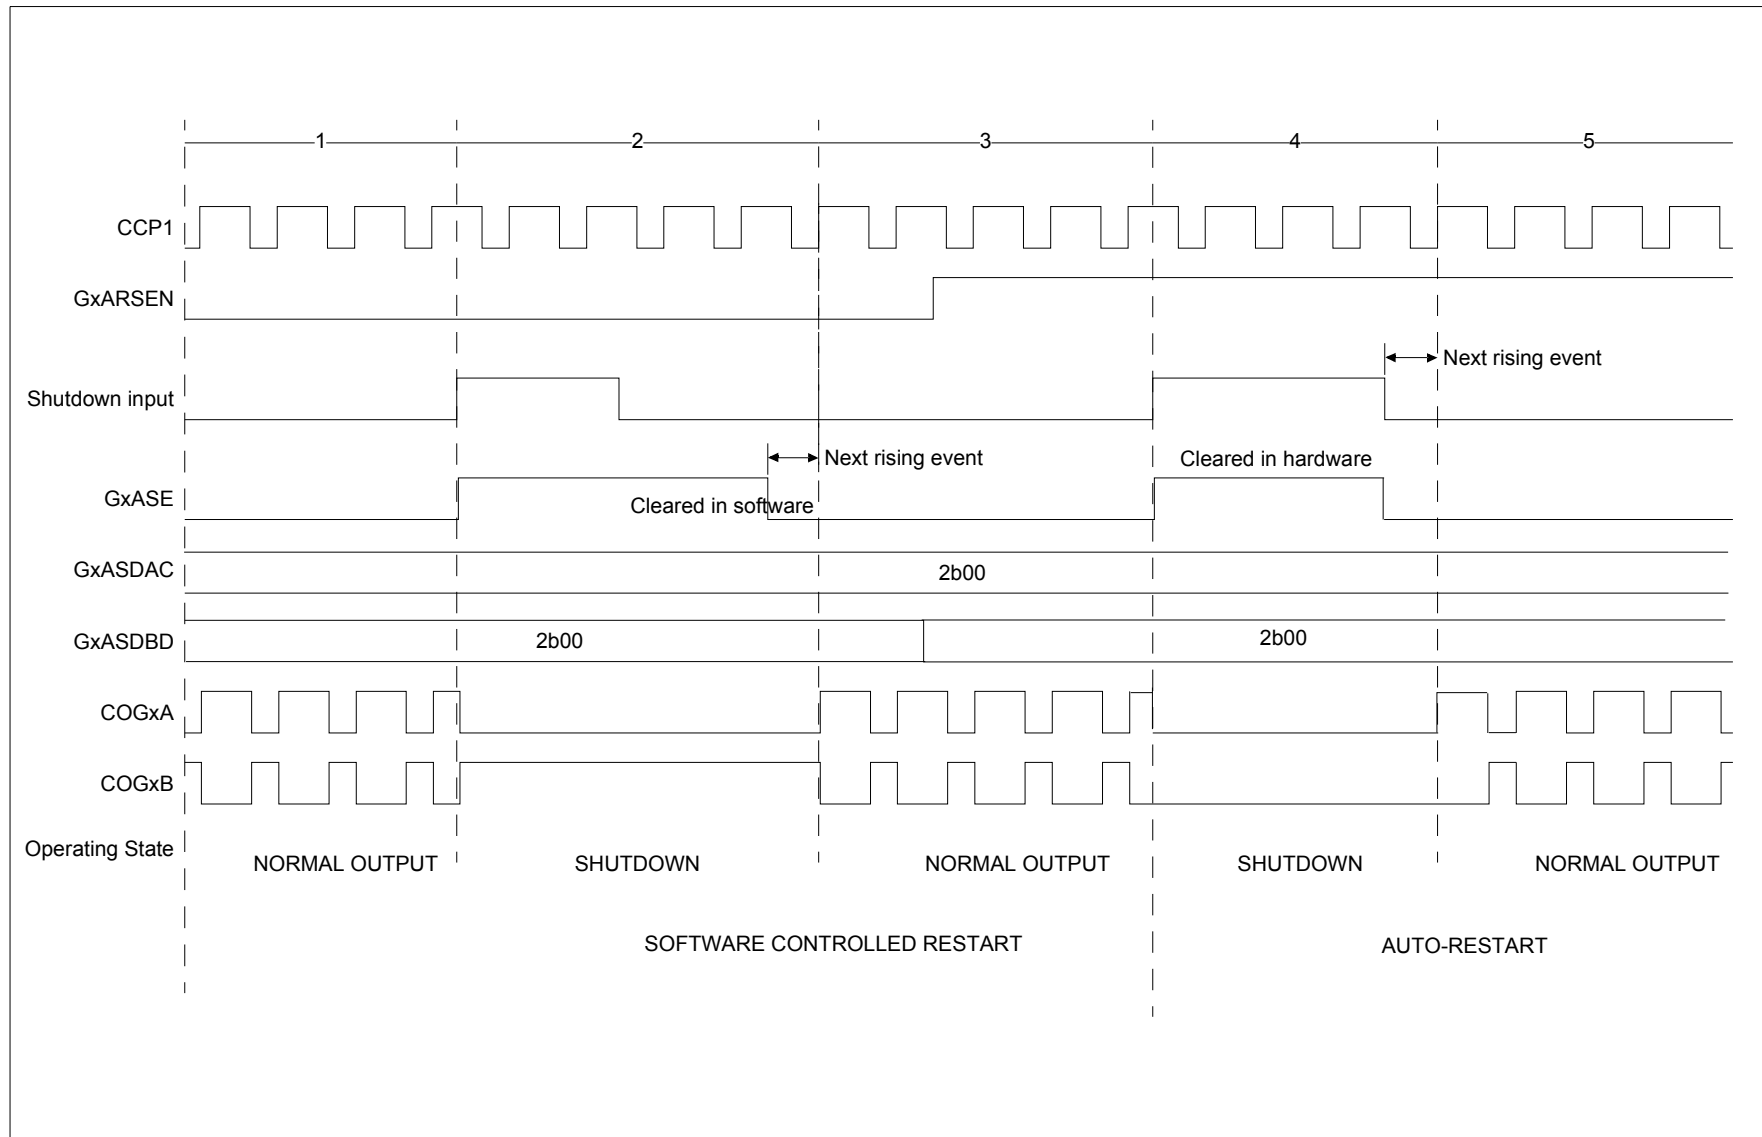 1 2 3 4 5
CCP1
GxARSEN
Next rising event
Shutdown input
Next rising event
Cleared in hardware
GxASE
Cleared in software
GxASDAC
2b00
GxASDBD
2b00
2b00
COGxA
COGxB
Operating State
NORMAL OUTPUT
SHUTDOWN
NORMAL OUTPUT
SHUTDOWN
NORMAL OUTPUT
SOFTWARE CONTROLLED RESTART
AUTO-RESTART